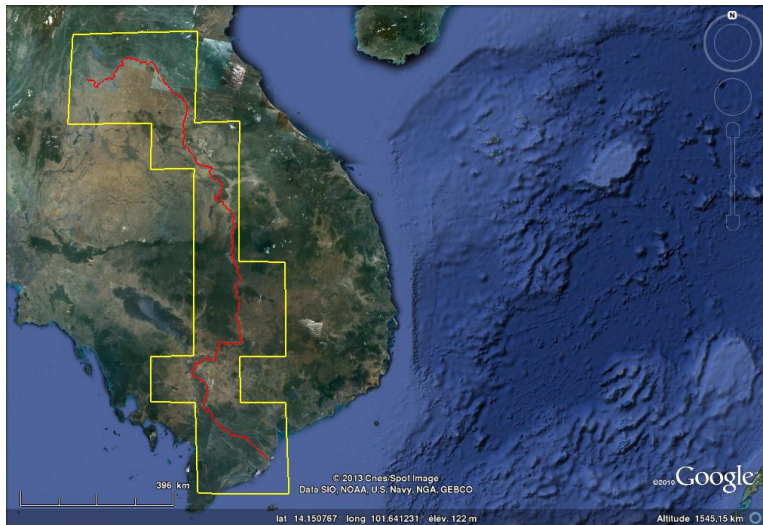 N
396 km
© 2013 Cnes/Spot Image
Data SIO, NOAA, U.S. Navy, NGA, GEBCO
©2010 Google
lat 14.150767° long 101.641231° élév. 122 m Altitude 1545,15 km